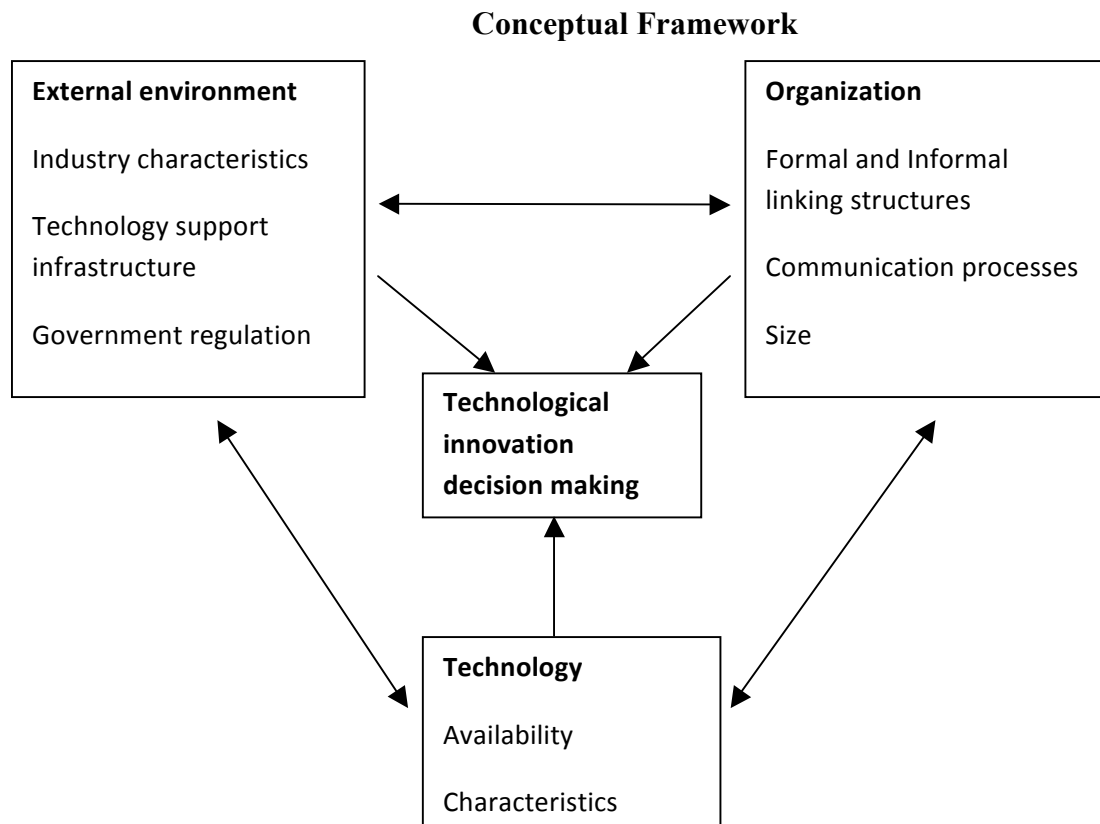 Conceptual Framework
External environment
Industry characteristics
Technology support
infrastructure
Government regulation
Organization
Formal and Informal
linking structures
Communication processes
Size
Technological
innovation
decision making
Technology
Availability
Characteristics